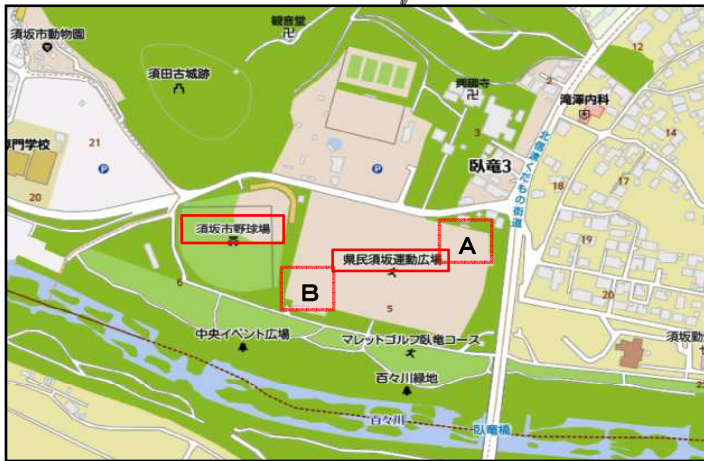 須坂市動物園
観音堂
須田古城跡
興國寺
滝澤内科
12
2
14
専門学校
21
20
3
臥竜3
北信濃くだもの街道
18
17
須坂市野球場
県民須坂運動広場
A
B
19
20
6
5
中央イベント広場
マレットゴルフ臥竜コース
百々川緑地
百々川
臥竜橋
P
P